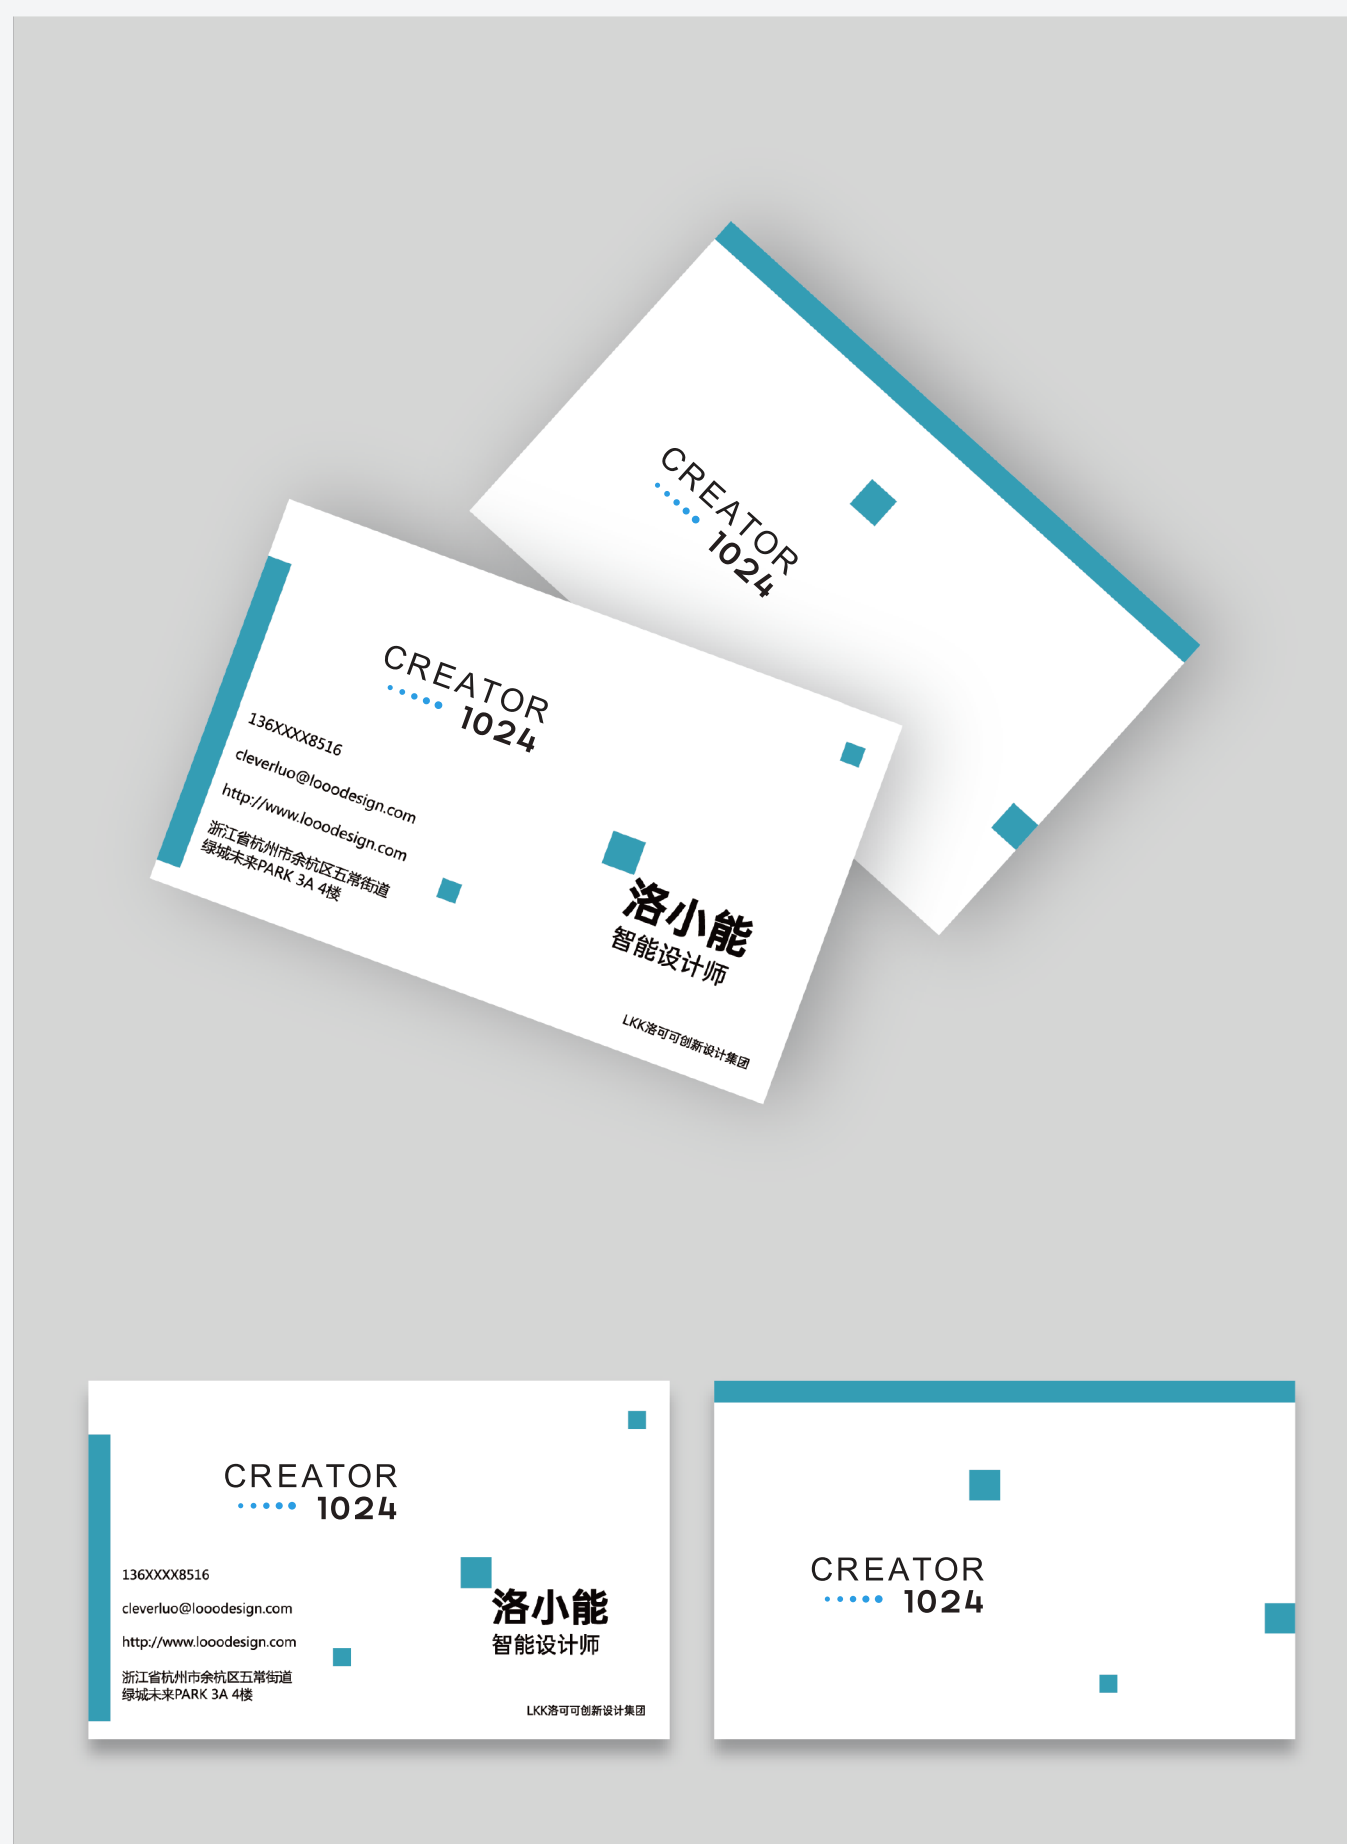 CREATOR
1024
CREATOR
1024
136XXXX8516
cleverluo@looodesign.com
http://www.looodesign.com
浙江省杭州市余杭区五常街道
绿城未来PARK 3A 4楼
洛小能
智能设计师
LKK洛可可创新设计集团
CREATOR
1024
136XXXX8516
cleverluo@looodesign.com
http://www.looodesign.com
浙江省杭州市余杭区五常街道
绿城未来PARK 3A 4楼
洛小能
智能设计师
LKK洛可可创新设计集团
CREATOR
1024